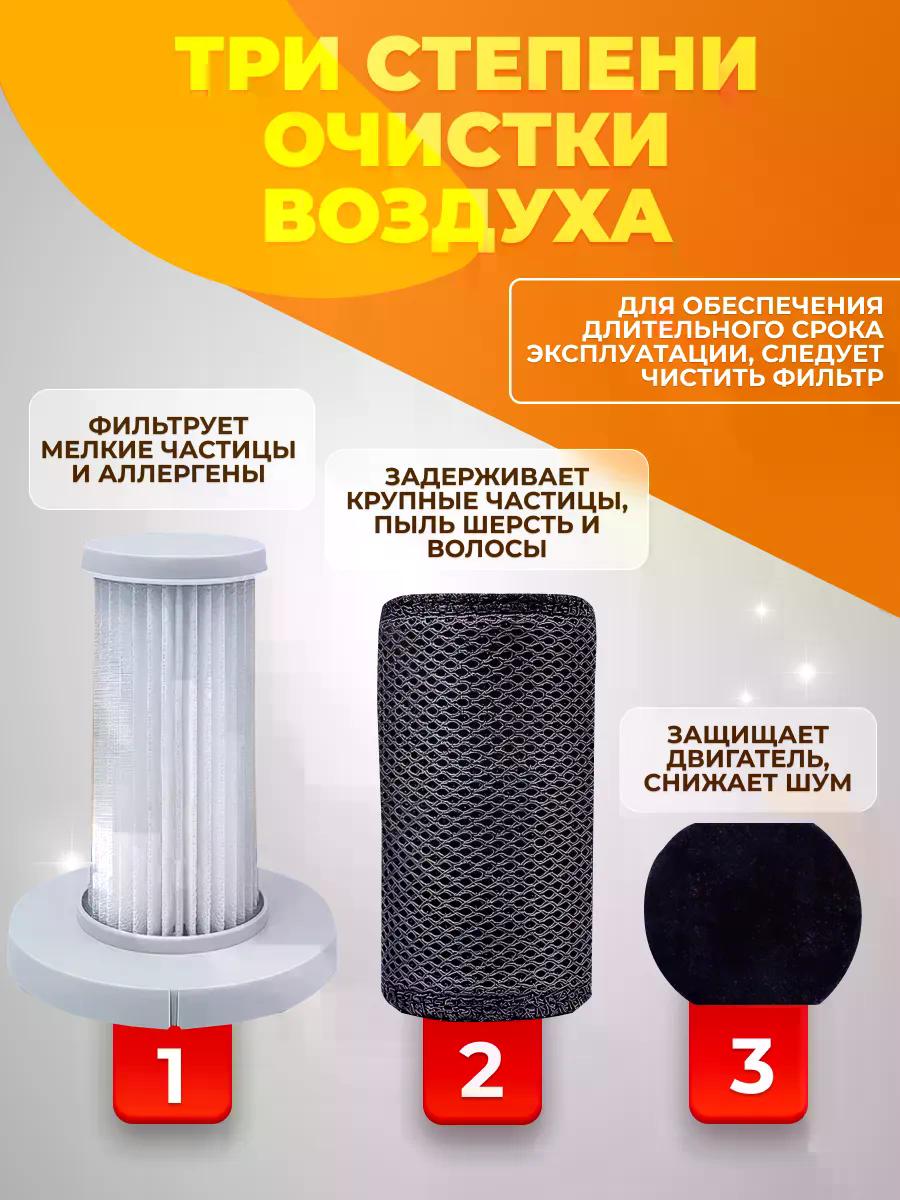 ТРИ СТЕПЕНИ
ОЧИСТКИ
ВОЗДУХА
ДЛЯ ОБЕСПЕЧЕНИЯ
ДЛИТЕЛЬНОГО СРОКА
ЭКСПЛУАТАЦИИ, СЛЕДУЕТ
ЧИСТИТЬ ФИЛЬТР
ФИЛЬТРУЕТ
МЕЛКИЕ ЧАСТИЦЫ
И АЛЛЕРГЕНЫ
ЗАДЕРЖИВАЕТ
КРУПНЫЕ ЧАСТИЦЫ,
ПЫЛЬ ШЕРСТЬ И
ВОЛОСЫ
ЗАЩИЩАЕТ
ДВИГАТЕЛЬ,
СНИЖАЕТ ШУМ
1
2
3